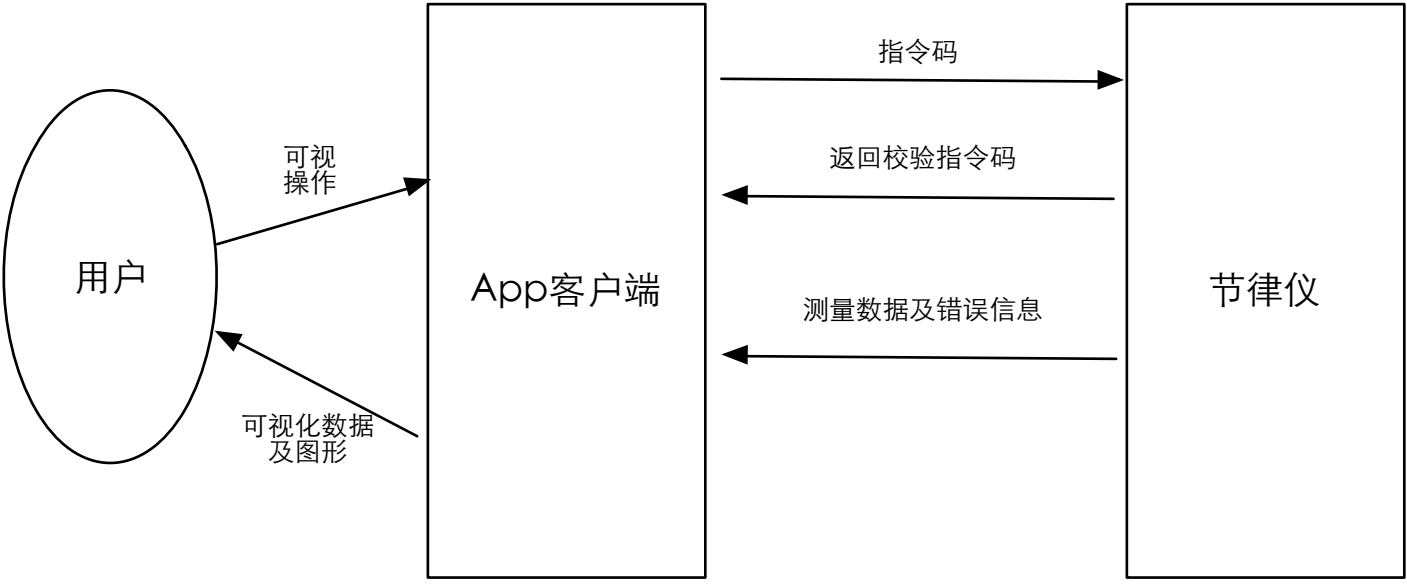 指令码
可视
操作
返回校验指令码
用户
App客户端
测量数据及错误信息
节律仪
可视化数据
及图形